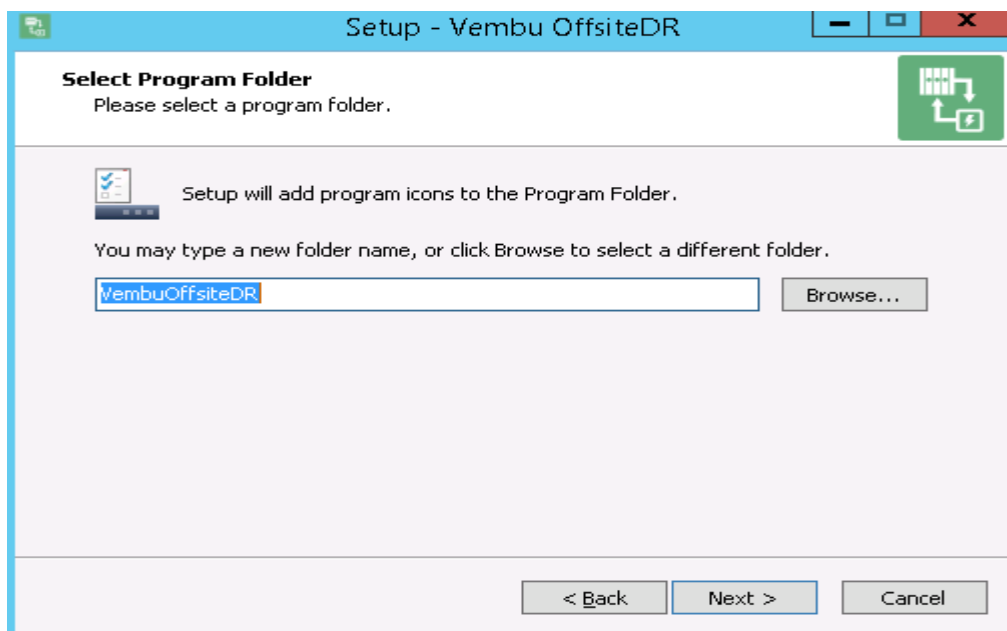 Setup - Vembu OffsiteDR
Select Program Folder
Please select a program folder.
Setup will add program icons to the Program Folder.
You may type a new folder name, or click Browse to select a different folder.
VembuOffsiteDR
Browse...
< Back
Next >
Cancel